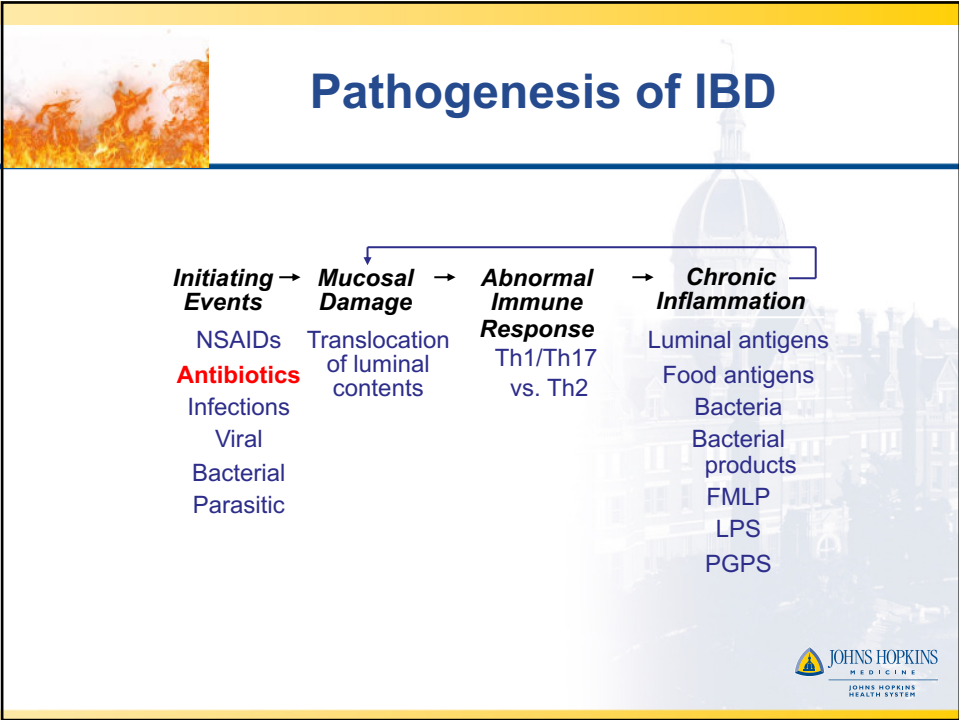 Pathogenesis of IBD
Initiating → Mucosal → Abnormal → Chronic
Events Damage Immune Inflammation
Response
NSAIDs
Antibiotics
Infections
Viral
Bacterial
Parasitic
Translocation
of luminal
contents
Th1/Th17
vs. Th2
Luminal antigens
Food antigens
Bacteria
Bacterial
products
FMLP
LPS
PGPS
JOHNS HOPKINS
MEDICINE
JOHNS HOPKINS
HEALTH SYSTEM